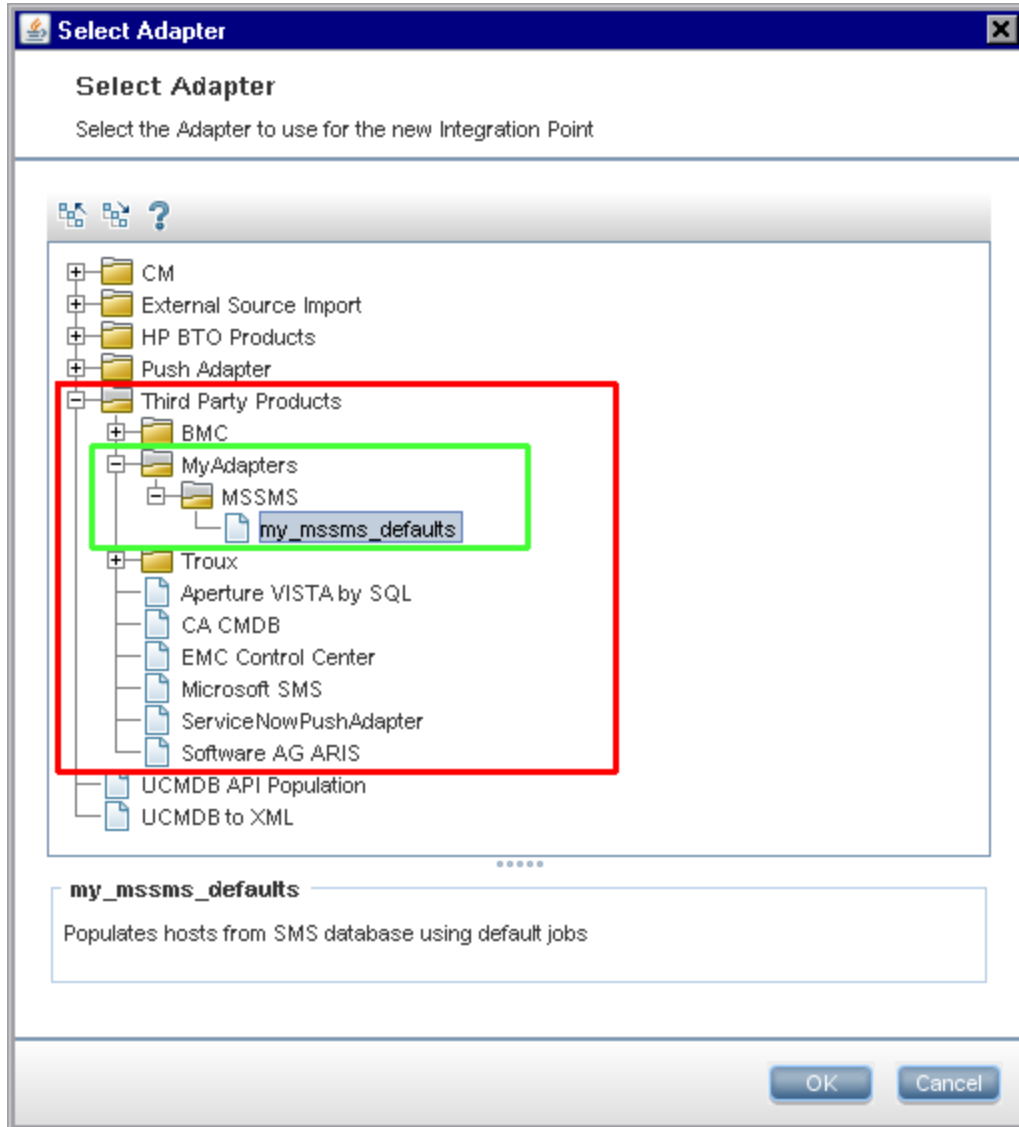 Select Adapter
Select Adapter
Select the Adapter to use for the new Integration Point
?
CM
External Source Import
HP BTO Products
Push Adapter
Third Party Products
BMC
MyAdapters
MSSMS
my_mssms_defaults
Troux
Aperture VISTA by SQL
CA CMDB
EMC Control Center
Microsoft SMS
ServiceNowPushAdapter
Software AG ARIS
UCMDB API Population
UCMDB to XML
my_mssms_defaults
Populates hosts from SMS database using default jobs
OK Cancel